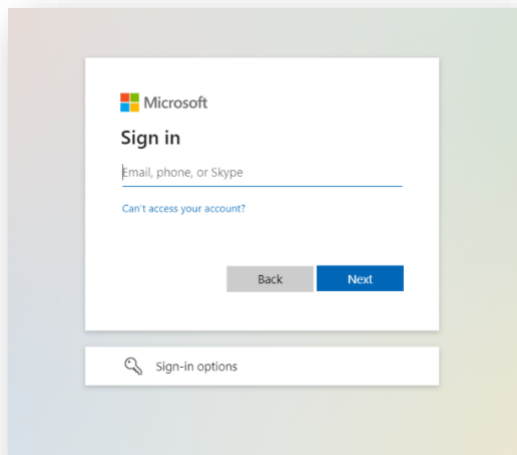 Microsoft
Sign in
Email, phone, or Skype
Can't access your account?
Back
Next
Sign-in options